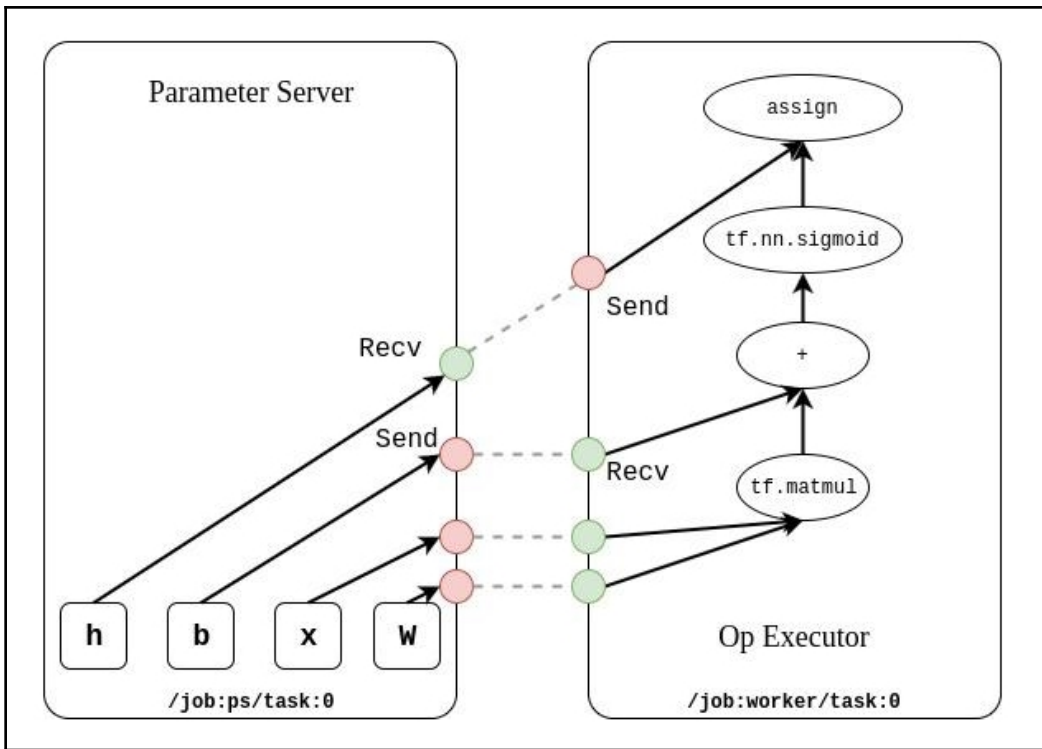 Parameter Server
Recv
Send
h
b
x
W
/job:ps/task:0
assign
tf.nn.sigmoid
Send
+
Recv
tf.matmul
Op Executor
/job:worker/task:0